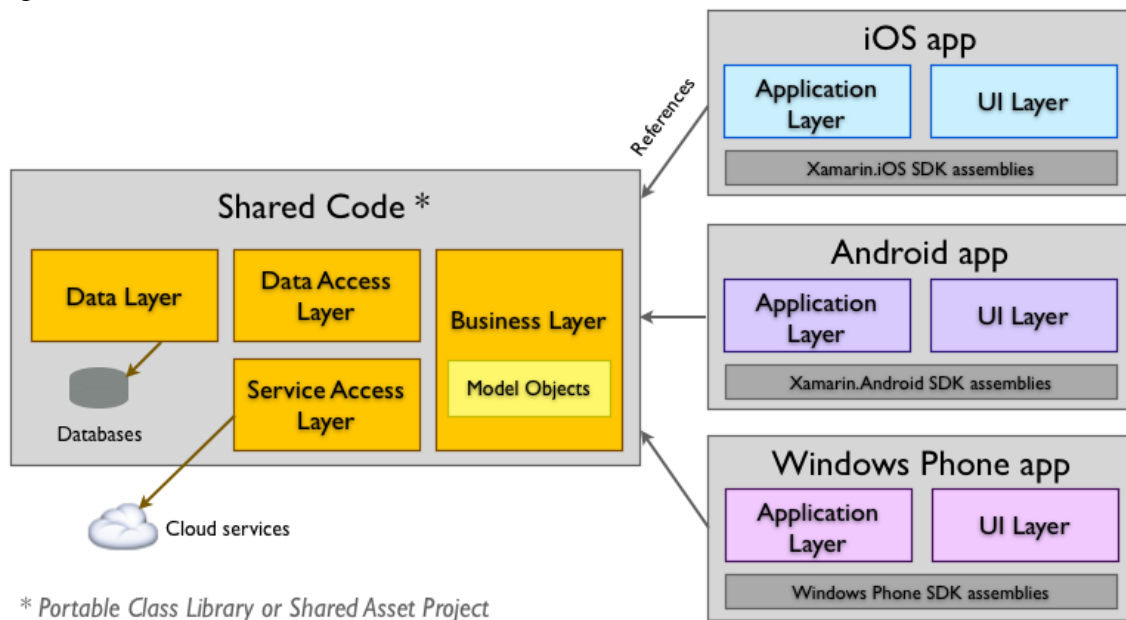 iOS app
Application
Layer
UI Layer
Xamarin.iOS SDK assemblies
References
Shared Code *
Data Layer
Data Access
Layer
Business Layer
Model Objects
Service Access
Layer
Databases
Cloud services
Android app
Application
Layer
UI Layer
Xamarin.Android SDK assemblies
Windows Phone app
Application
Layer
UI Layer
Windows Phone SDK assemblies
* Portable Class Library or Shared Asset Project